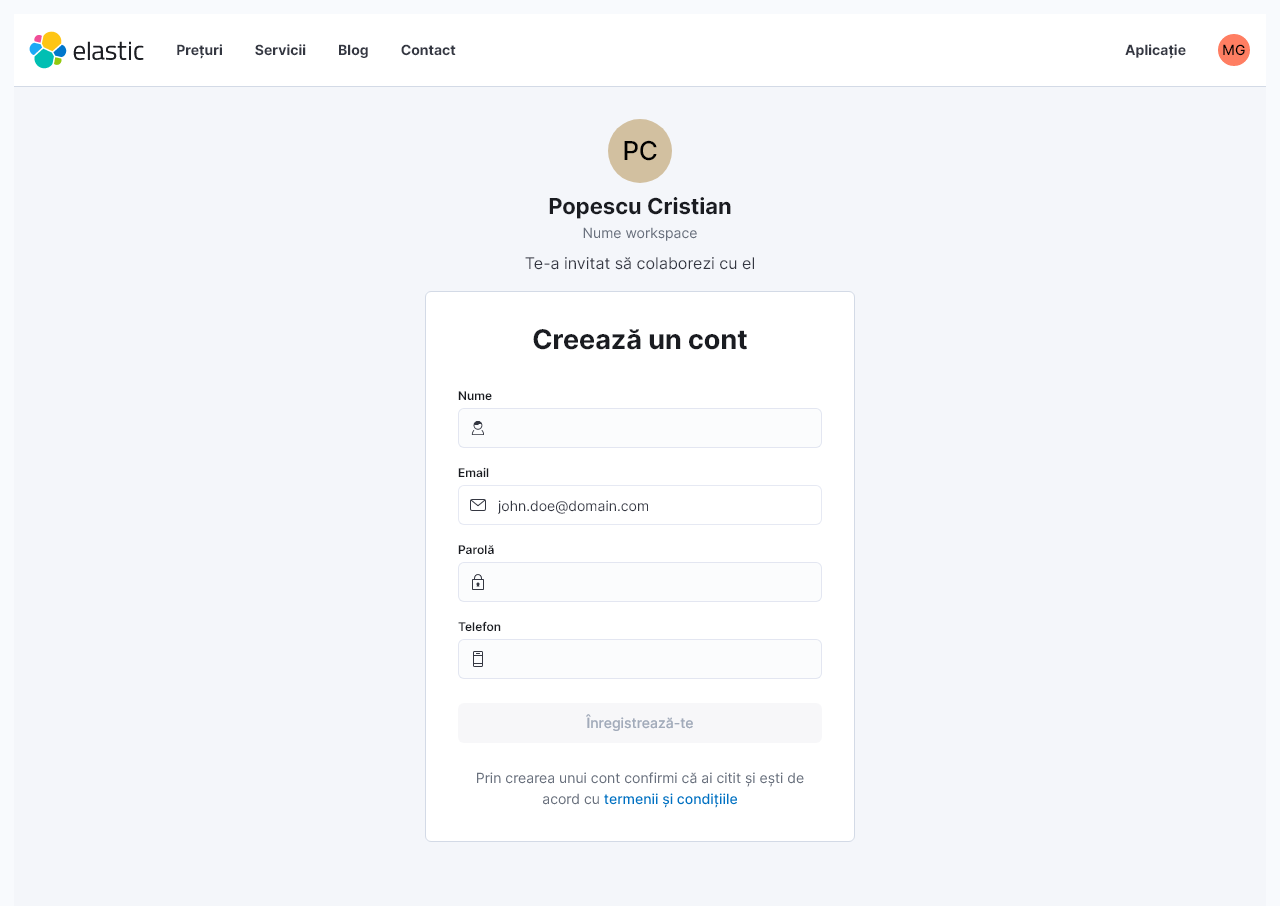 elastic Prețuri Servicii Blog Contact Aplicație MG
PC
Popescu Cristian
Nume workspace
Te-a invitat să colaborezi cu el
Creează un cont
Nume
Email
john.doe@domain.com
Parolă
Telefon
Înregistrează-te
Prin crearea unui cont confirmi că ai citit și ești de
acord cu termenii și condițiile